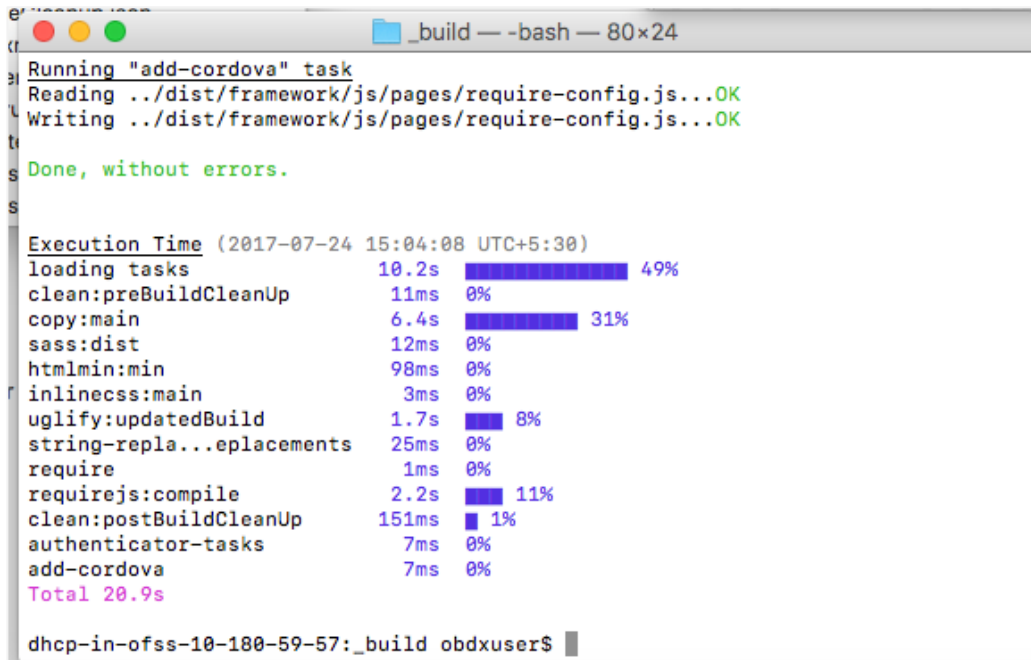 _build — -bash — 80×24
Running "add-cordova" task
Reading ../dist/framework/js/pages/require-config.js...OK
Writing ../dist/framework/js/pages/require-config.js...OK
Done, without errors.
Execution Time (2017-07-24 15:04:08 UTC+5:30)
loading tasks 10.2s 49%
clean:preBuildCleanUp 11ms 0%
copy:main 6.4s 31%
sass:dist 12ms 0%
htmlmin:min 98ms 0%
inlinecss:main 3ms 0%
uglify:updatedBuild 1.7s 8%
string-repla...eplacements 25ms 0%
require 1ms 0%
requirejs:compile 2.2s 11%
clean:postBuildCleanUp 151ms 1%
authenticator-tasks 7ms 0%
add-cordova 7ms 0%
Total 20.9s
dhcp-in-ofss-10-180-59-57:_build obdxuser$